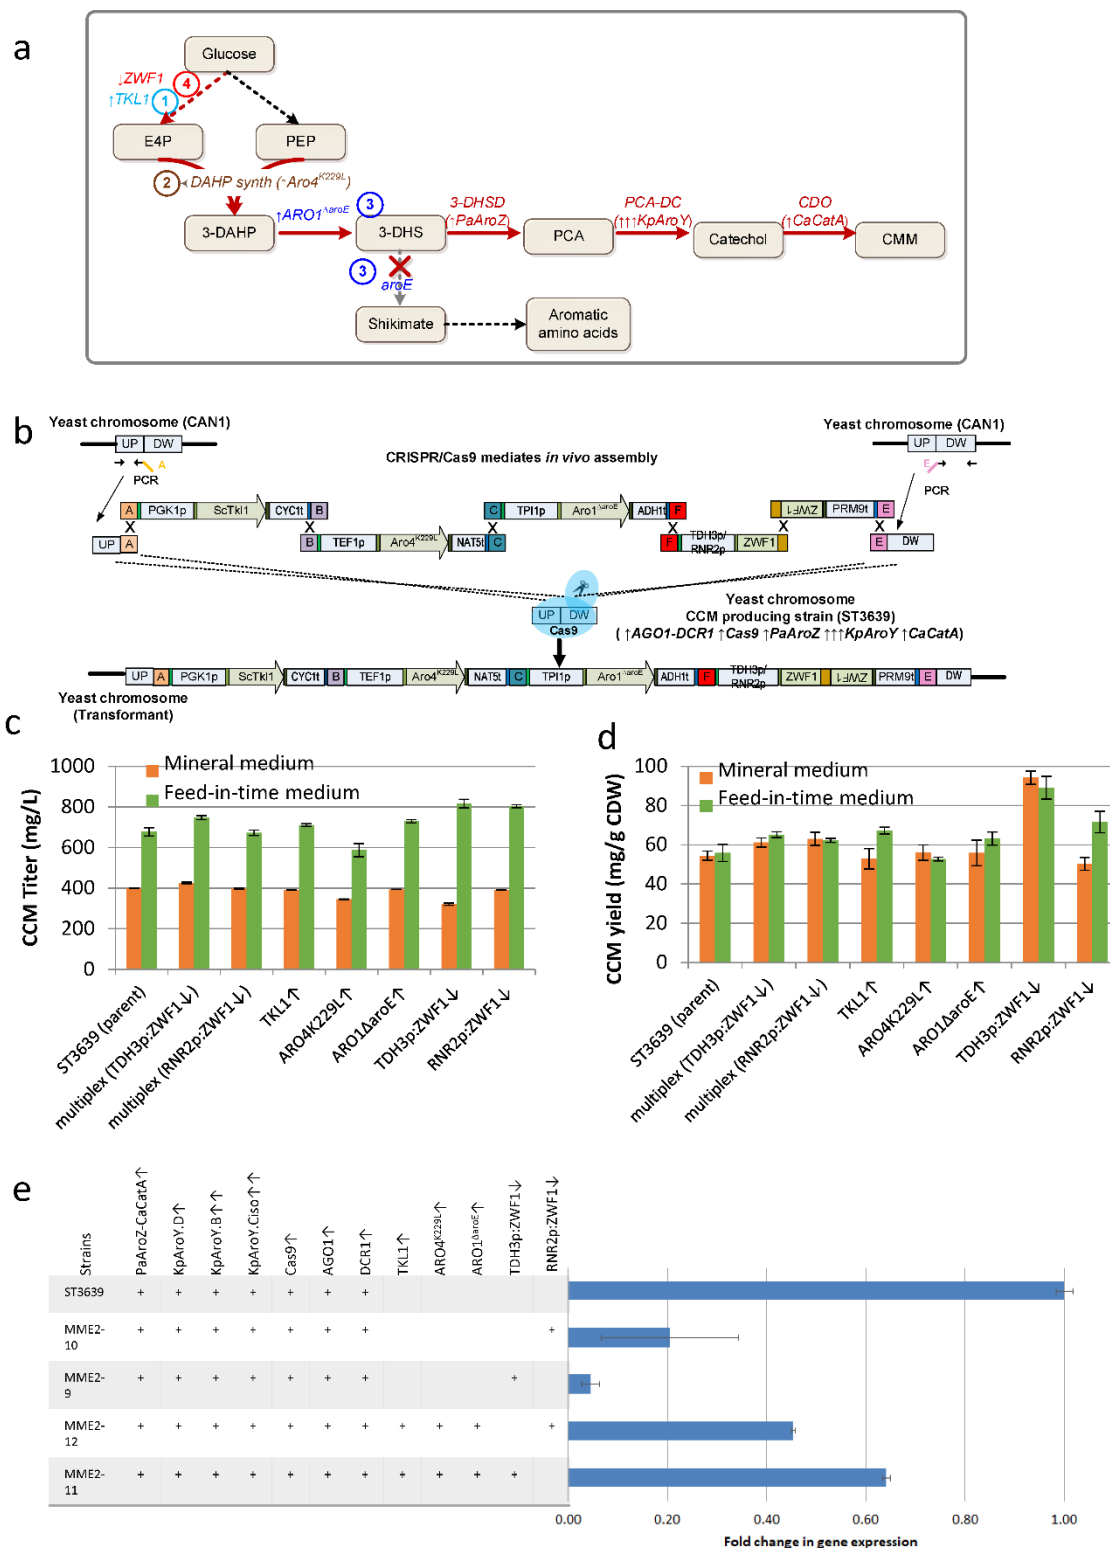 a
Glucose
↓ZWF1
4
↑TKL1
1
E4P
PEP
2
DAHP synth (↑Aro4K229L)
3-DAHP
↑ARO1ΔaroE
3
3-DHS
3-DHSD
(↑PaAroZ)
PCA
PCA-DC
(↑↑↑KpAroY)
Catechol
CDO
(↑CaCatA)
CMM
3
aroE
Shikimate
Aromatic
amino acids
b
Yeast chromosome (CAN1)
UP DW
A
PCR
CRISPR/Cas9 mediates in vivo assembly
Yeast chromosome (CAN1)
UP DW
E
PCR
A PGK1p ScTkl1 CYC1t B
C TPI1p Aro1ΔaroE ADH1t F
ZWF1 PRM9t E
X X X X X X
UP A
B TEF1p Aro4K229L NAT5t C
F TDH3p/ ZWF1
RNR2p
E DW
UP DW
Cas9
Yeast chromosome
CCM producing strain (ST3639)
( ↑AGO1-DCR1 ↑Cas9 ↑PaAroZ ↑↑↑KpAroY ↑CaCatA)
UP A PGK1p ScTkl1 CYC1t B TEF1p Aro4K229L NAT5t C TPI1p Aro1ΔaroE ADH1t F TDH3p/ ZWF1 ZWF1 PRM9t E DW
RNR2p
Yeast chromosome
(Transformant)
c
CCM Titer (mg/L)
1000
800
600
400
200
0
Mineral medium
Feed-in-time medium
ST3639 (parent)
multiplex (TDH3p:ZWF1↓)
multiplex (RNR2p:ZWF1↓)
TKL1↑
ARO4K229L↑
ARO1ΔaroE↑
TDH3p:ZWF1↓
RNR2p:ZWF1↓
d
CCM yield (mg/g CDW)
100
80
60
40
20
0
Mineral medium
Feed-in-time medium
ST3639 (parent)
multiplex (TDH3p:ZWF1↓)
multiplex (RNR2p:ZWF1↓)
TKL1↑
ARO4K229L↑
ARO1ΔaroE↑
TDH3p:ZWF1↓
RNR2p:ZWF1↓
e
Strains
PaAroZ-CaCatA↑
KpAroY.D↑
KpAroY.B↑↑
KpAroY.Ciso↑↑
Cas9↑
AGO1↑
DCR1↑
TKL1↑
ARO4K229L↑
ARO1ΔaroE↑
TDH3p:ZWF1↓
RNR2p:ZWF1↓
ST3639 + + + + + + +
MME2-10 + + + + + + + +
MME2-9 + + + + + + + +
MME2-12 + + + + + + + + + + +
MME2-11 + + + + + + + + + + +
0.00 0.20 0.40 0.60 0.80 1.00
Fold change in gene expression